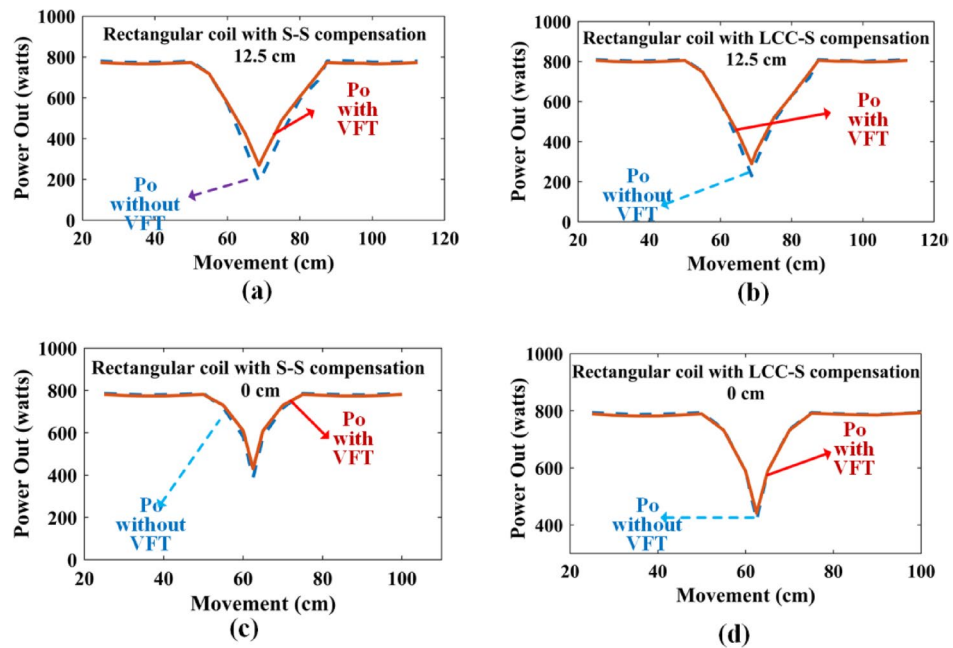 1000
Rectangular coil with S-S compensation
12.5 cm
800
600
400
200
0
Power Out (watts)
Po
with
VFT
Po
without
VFT
20 40 60 80 100 120
Movement (cm)
(a)
1000
Rectangular coil with LCC-S compensation
12.5 cm
800
600
400
200
0
Power Out (watts)
Po
with
VFT
Po
without
VFT
20 40 60 80 100 120
Movement (cm)
(b)
1000
Rectangular coil with S-S compensation
0 cm
800
600
400
200
0
Power Out (watts)
Po
with
VFT
Po
without
VFT
20 40 60 80 100
Movement (cm)
(c)
1000
Rectangular coil with LCC-S compensation
0 cm
800
600
400
Power Out (watts)
Po
with
VFT
Po
without
VFT
20 40 60 80 100
Movement (cm)
(d)